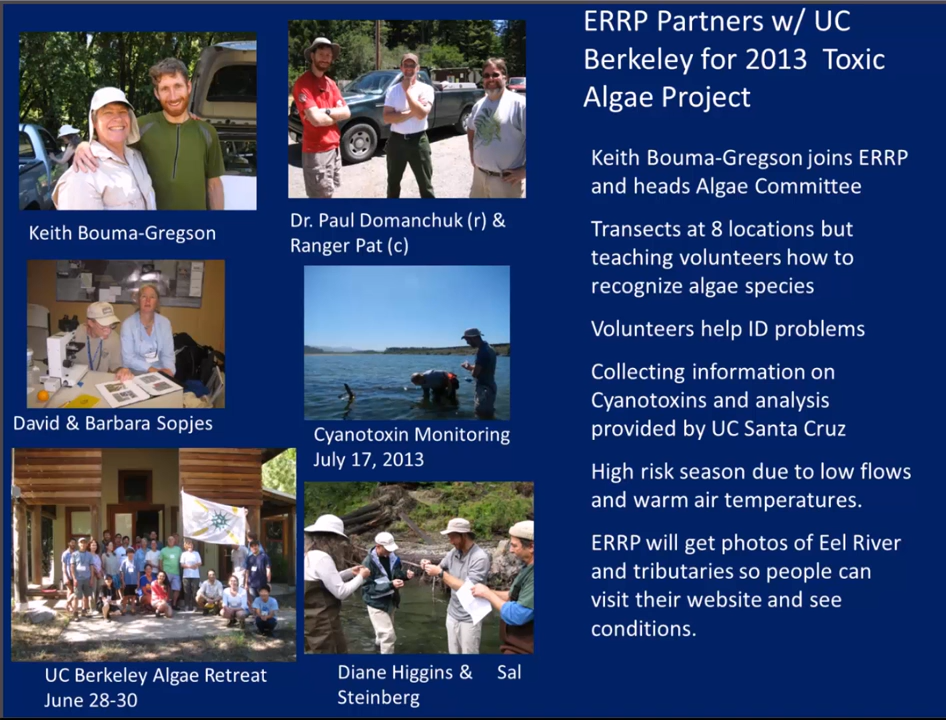 ERRP Partners w/ UC
Berkeley for 2013 Toxic
Algae Project
Keith Bouma-Gregson joins ERRP
and heads Algae Committee
Transects at 8 locations but
teaching volunteers how to
recognize algae species
Volunteers help ID problems
Collecting information on
Cyanotoxins and analysis
provided by UC Santa Cruz
High risk season due to low flows
and warm air temperatures.
ERRP will get photos of Eel River
and tributaries so people can
visit their website and see
conditions.
Keith Bouma-Gregson
Dr. Paul Domanchuk (r) &
Ranger Pat (c)
David & Barbara Sopjes
Cyanotoxin Monitoring
July 17, 2013
UC Berkeley Algae Retreat
June 28-30
Diane Higgins & Sal
Steinberg